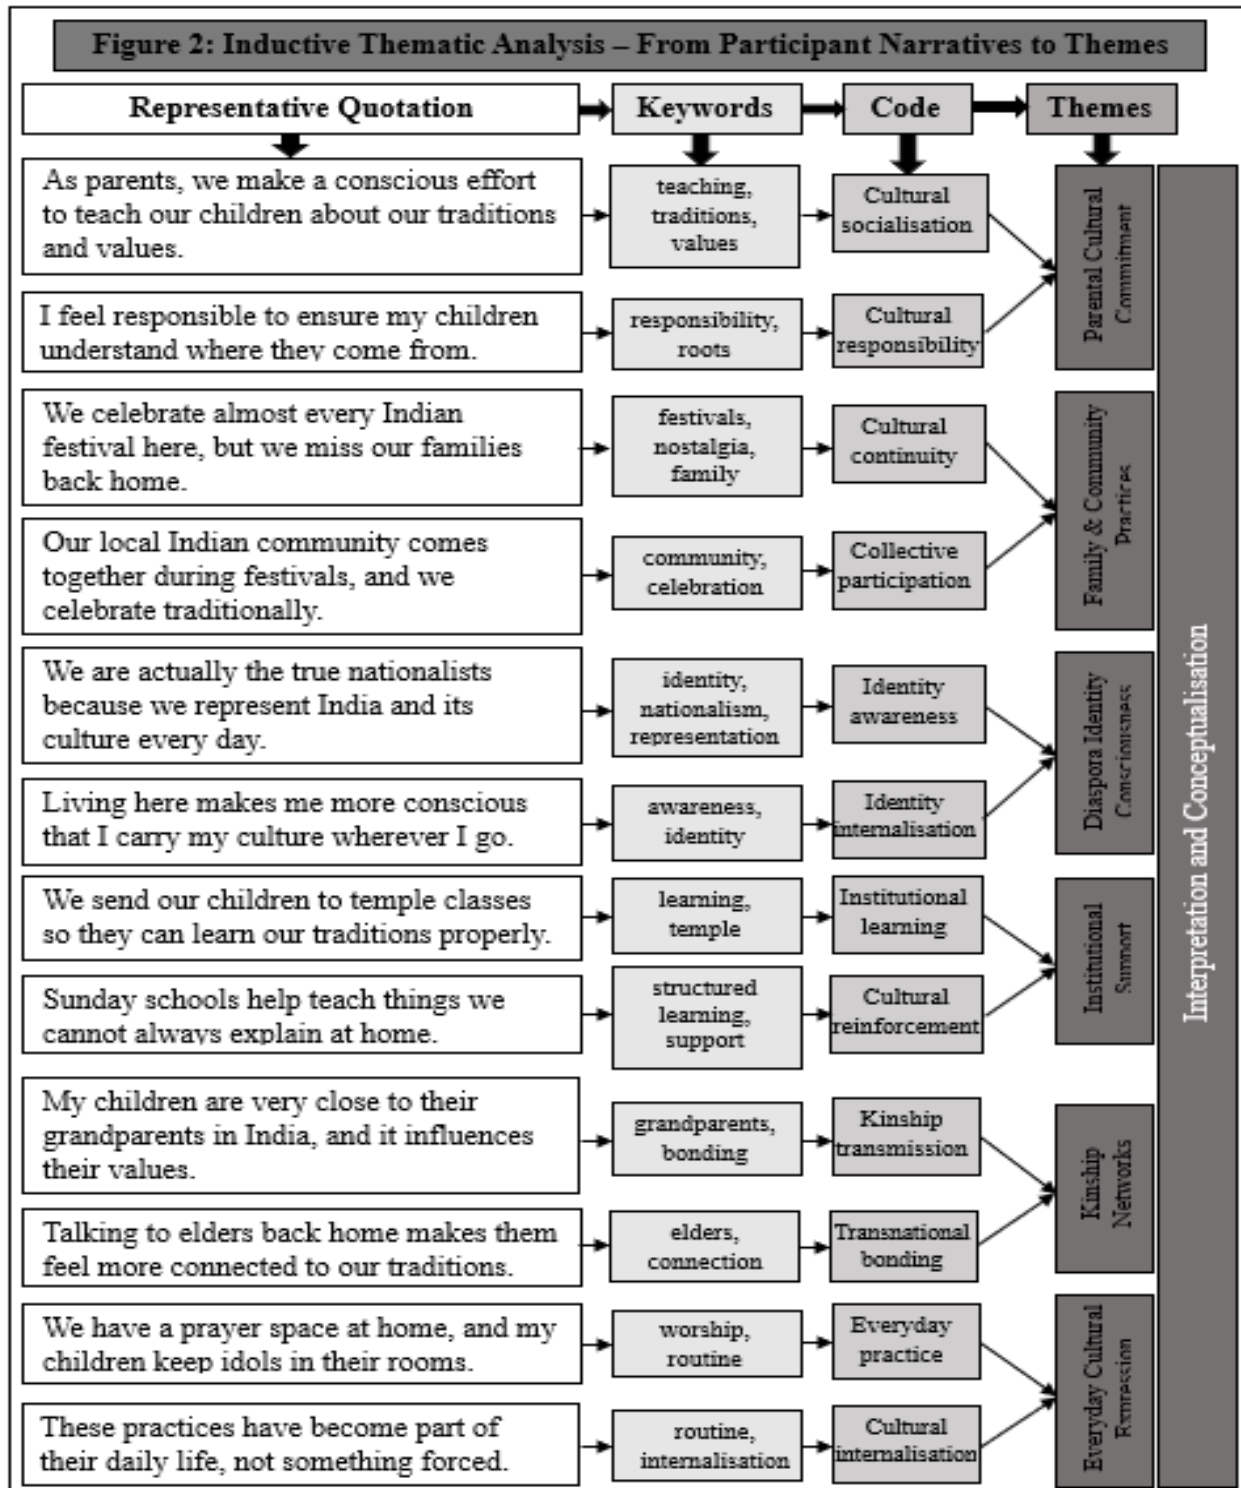 Figure 2: Inductive Thematic Analysis – From Participant Narratives to Themes
Representative Quotation
Keywords
Code
Themes
As parents, we make a conscious effort
to teach our children about our traditions
and values.
teaching,
traditions,
values
Cultural
socialisation
Parental Cultural
Commitment
I feel responsible to ensure my children
understand where they come from.
responsibility,
roots
Cultural
responsibility
We celebrate almost every Indian
festival here, but we miss our families
back home.
festivals,
nostalgia,
family
Cultural
continuity
Family & Community
Practices
Our local Indian community comes
together during festivals, and we
celebrate traditionally.
community,
celebration
Collective
participation
We are actually the true nationalists
because we represent India and its
culture every day.
identity,
nationalism,
representation
Identity
awareness
Diaspora Identity
Consciousness
Living here makes me more conscious
that I carry my culture wherever I go.
awareness,
identity
Identity
internalisation
We send our children to temple classes
so they can learn our traditions properly.
learning,
temple
Institutional
learning
Institutional
Support
Sunday schools help teach things we
cannot always explain at home.
structured
learning,
support
Cultural
reinforcement
My children are very close to their
grandparents in India, and it influences
their values.
grandparents,
bonding
Kinship
transmission
Kinship
Networks
Talking to elders back home makes them
feel more connected to our traditions.
elders,
connection
Transnational
bonding
We have a prayer space at home, and my
children keep idols in their rooms.
worship,
routine
Everyday
practice
Everyday Cultural
Expression
These practices have become part of
their daily life, not something forced.
routine,
internalisation
Cultural
internalisation
Interpretation and Conceptualisation